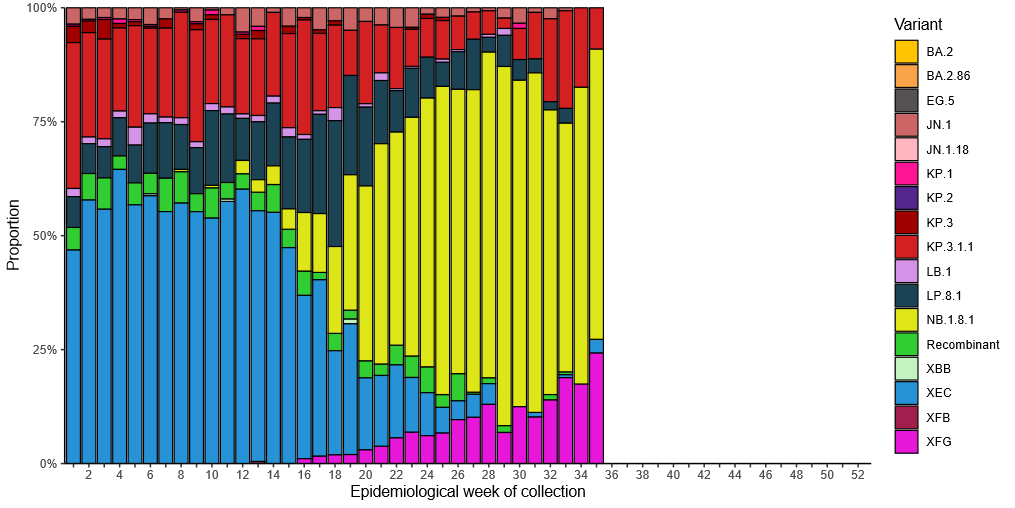 100%
75%
50%
25%
0%
Proportion
2 4 6 8 10 12 14 16 18 20 22 24 26 28 30 32 34 36 38 40 42 44 46 48 50 52
Epidemiological week of collection
Variant
BA.2
BA.2.86
EG.5
JN.1
JN.1.18
KP.1
KP.2
KP.3
KP.3.1.1
LB.1
LP.8.1
NB.1.8.1
Recombinant
XBB
XEC
XFB
XFG